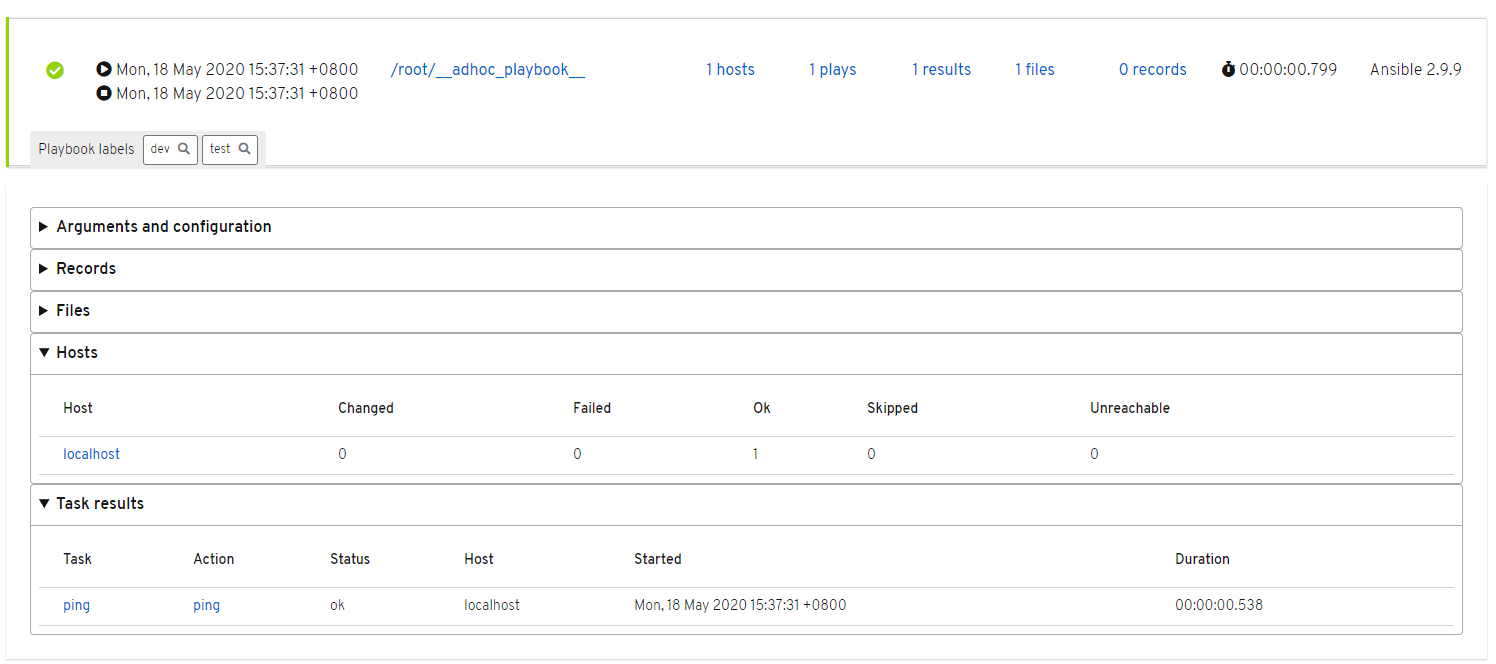 Mon, 18 May 2020 15:37:31 +0800 /root/__adhoc_playbook__ 1 hosts 1 plays 1 results 1 files 0 records 00:00:00.799 Ansible 2.9.9
Mon, 18 May 2020 15:37:31 +0800
Playbook labels dev test
Arguments and configuration
Records
Files
Hosts
Host Changed Failed Ok Skipped Unreachable
localhost 0 0 1 0 0
Task results
Task Action Status Host Started Duration
ping ping ok localhost Mon, 18 May 2020 15:37:31 +0800 00:00:00.538